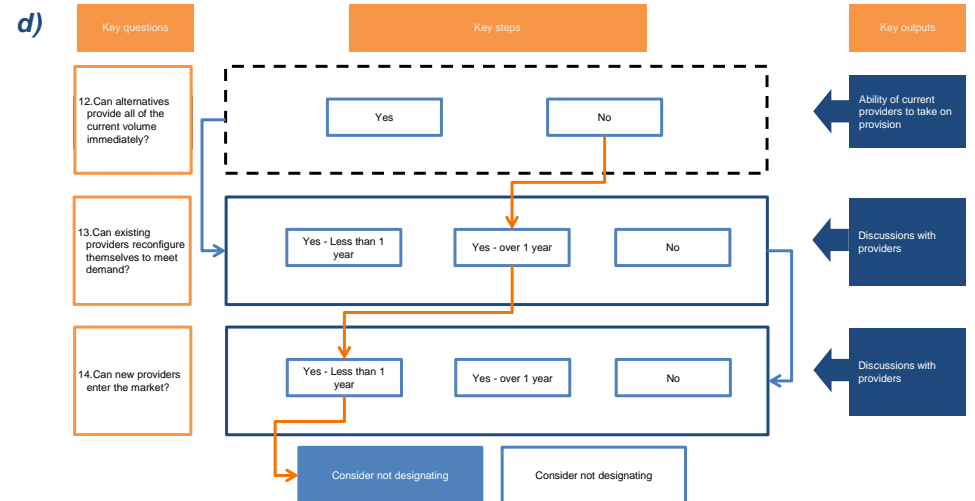 d)
Key questions
Key steps
Key outputs
12.Can alternatives
provide all of the
current volume
immediately?
Yes
No
Ability of current
providers to take on
provision
13.Can existing
providers reconfigure
themselves to meet
demand?
Yes - Less than 1
year
Yes - over 1 year
No
Discussions with
providers
14.Can new providers
enter the market?
Yes - Less than 1
year
Yes - over 1 year
No
Discussions with
providers
Consider not designating
Consider not designating